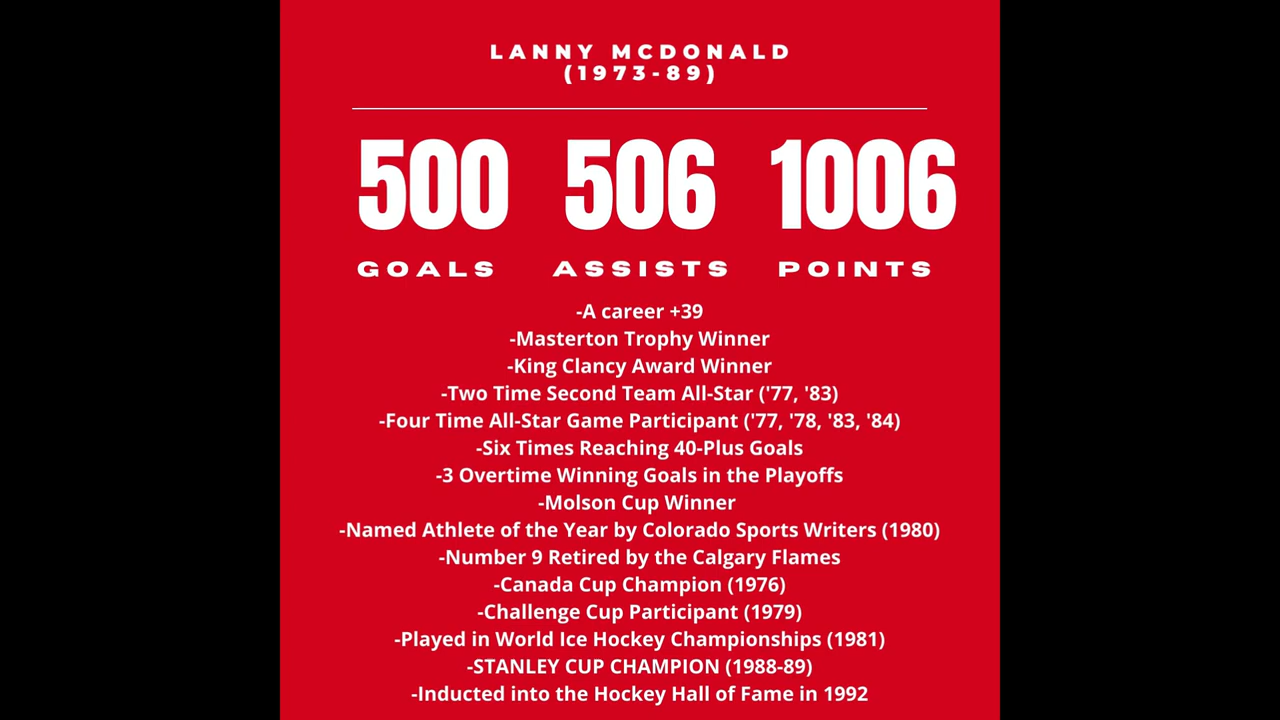 LANNY MCDONALD
(1973-89)
500 506 1006
GOALS ASSISTS POINTS
-A career +39
-Masterton Trophy Winner
-King Clancy Award Winner
-Two Time Second Team All-Star ('77, '83)
-Four Time All-Star Game Participant ('77, '78, '83, '84)
-Six Times Reaching 40-Plus Goals
-3 Overtime Winning Goals in the Playoffs
-Molson Cup Winner
-Named Athlete of the Year by Colorado Sports Writers (1980)
-Number 9 Retired by the Calgary Flames
-Canada Cup Champion (1976)
-Challenge Cup Participant (1979)
-Played in World Ice Hockey Championships (1981)
-STANLEY CUP CHAMPION (1988-89)
-Inducted into the Hockey Hall of Fame in 1992